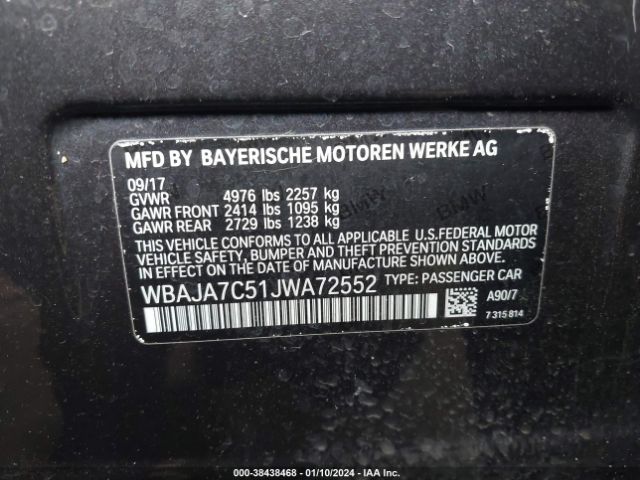 MFD BY BAYERISCHE MOTOREN WERKE AG
09/17
GVWR 4976 lbs 2257 kg
GAWR FRONT 2414 lbs 1095 kg
GAWR REAR 2729 lbs 1238 kg
THIS VEHICLE CONFORMS TO ALL APPLICABLE U.S.FEDERAL MOTOR
VEHICLE SAFETY, BUMPER AND THEFT PREVENTION STANDARDS
IN EFFECT ON THE DATE OF MANUFACTURE SHOWN ABOVE.
WBAJA7C51JWA72552 TYPE: PASSENGER CAR
A90/7
7 315 814
000-38438468 - 01/10/2024 - IAA Inc.